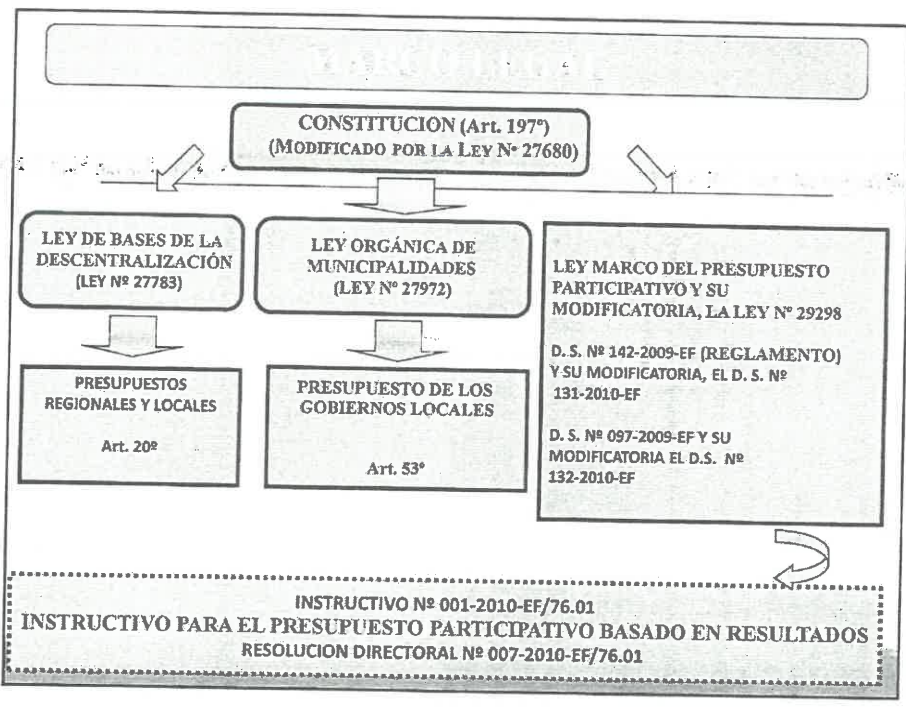 MARCO LEGAL
CONSTITUCION (Art. 197°)
(MODIFICADO POR LA LEY N° 27680)
LEY DE BASES DE LA
DESCENTRALIZACIÓN
(LEY Nº 27783)
LEY ORGÁNICA DE
MUNICIPALIDADES
(LEY N° 27972)
LEY MARCO DEL PRESUPUESTO
PARTICIPATIVO Y SU
MODIFICATORIA, LA LEY N° 29298
D. S. Nº 142-2009-EF (REGLAMENTO)
Y SU MODIFICATORIA, EL D. S. Nº
131-2010-EF
D. S. Nº 097-2009-EF Y SU
MODIFICATORIA EL D.S. Nº
132-2010-EF
PRESUPUESTOS
REGIONALES Y LOCALES
Art. 20º
PRESUPUESTO DE LOS
GOBIERNOS LOCALES
Art. 53°
INSTRUCTIVO Nº 001-2010-EF/76.01
INSTRUCTIVO PARA EL PRESUPUESTO PARTICIPATIVO BASADO EN RESULTADOS
RESOLUCION DIRECTORAL Nº 007-2010-EF/76.01